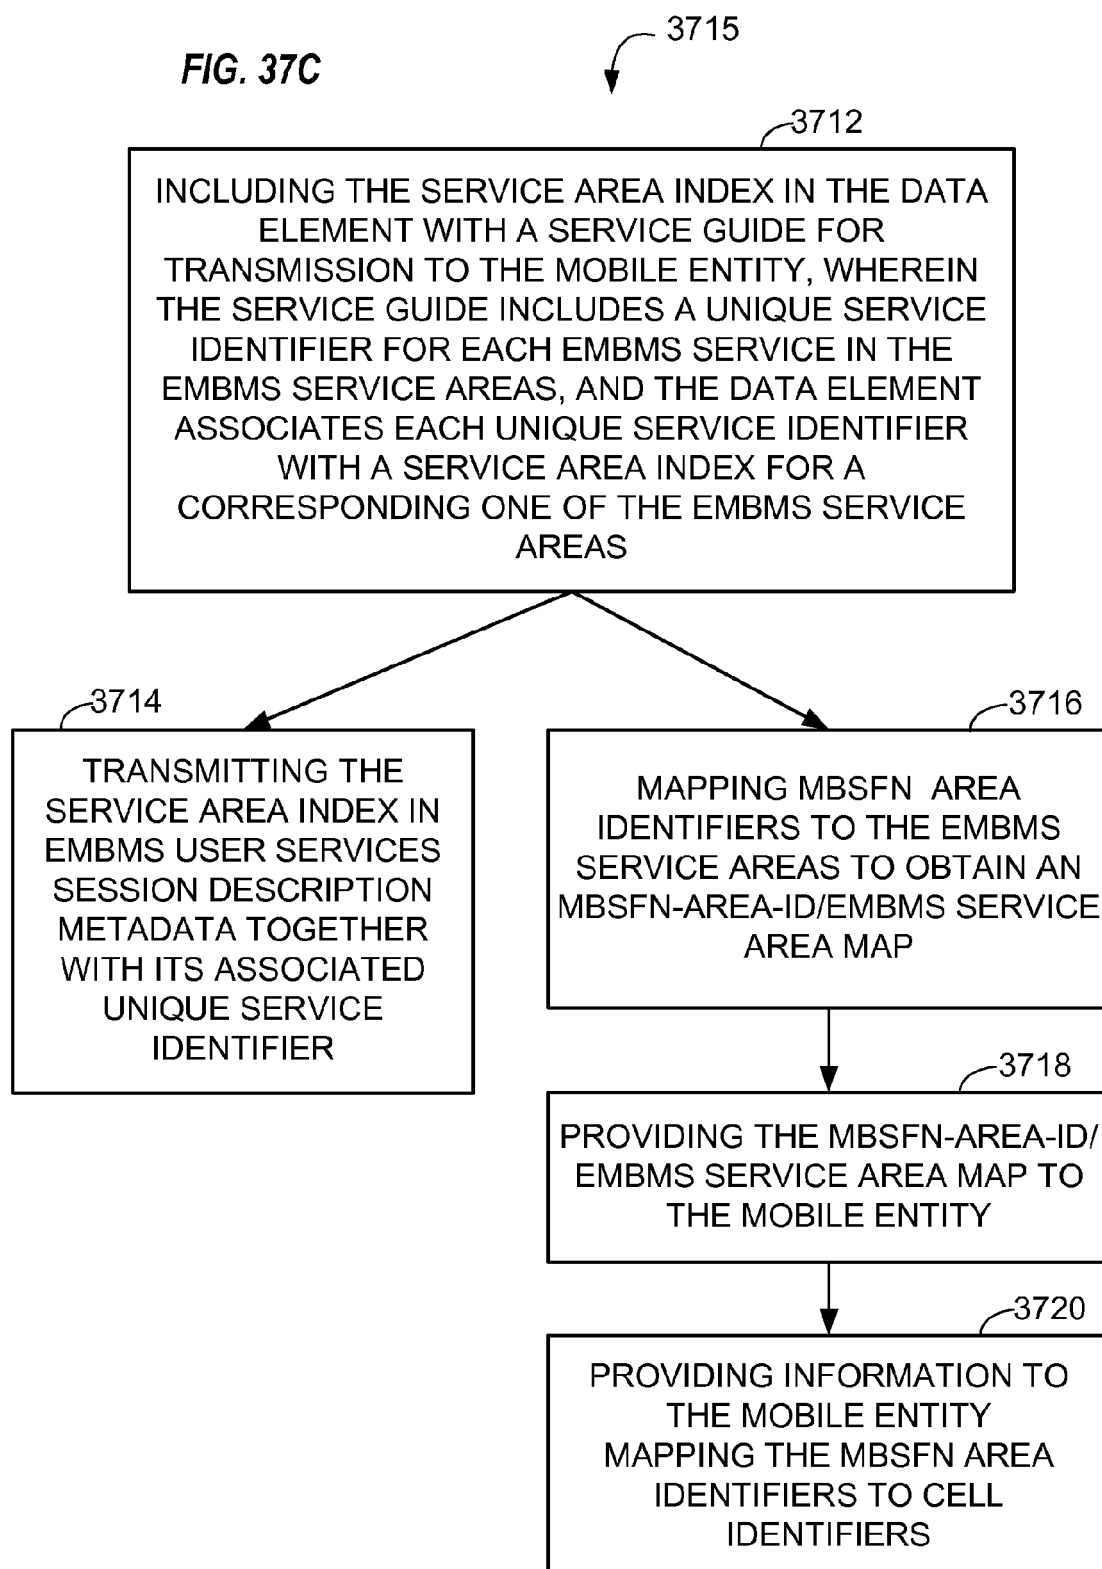 FIG. 37C
3715
3712
INCLUDING THE SERVICE AREA INDEX IN THE DATA
ELEMENT WITH A SERVICE GUIDE FOR
TRANSMISSION TO THE MOBILE ENTITY, WHEREIN
THE SERVICE GUIDE INCLUDES A UNIQUE SERVICE
IDENTIFIER FOR EACH EMBMS SERVICE IN THE
EMBMS SERVICE AREAS, AND THE DATA ELEMENT
ASSOCIATES EACH UNIQUE SERVICE IDENTIFIER
WITH A SERVICE AREA INDEX FOR A
CORRESPONDING ONE OF THE EMBMS SERVICE
AREAS
3714
TRANSMITTING THE
SERVICE AREA INDEX IN
EMBMS USER SERVICES
SESSION DESCRIPTION
METADATA TOGETHER
WITH ITS ASSOCIATED
UNIQUE SERVICE
IDENTIFIER
3716
MAPPING MBSFN AREA
IDENTIFIERS TO THE EMBMS
SERVICE AREAS TO OBTAIN AN
MBSFN-AREA-ID/EMBMS SERVICE
AREA MAP
3718
PROVIDING THE MBSFN-AREA-ID/
EMBMS SERVICE AREA MAP TO
THE MOBILE ENTITY
3720
PROVIDING INFORMATION TO
THE MOBILE ENTITY
MAPPING THE MBSFN AREA
IDENTIFIERS TO CELL
IDENTIFIERS